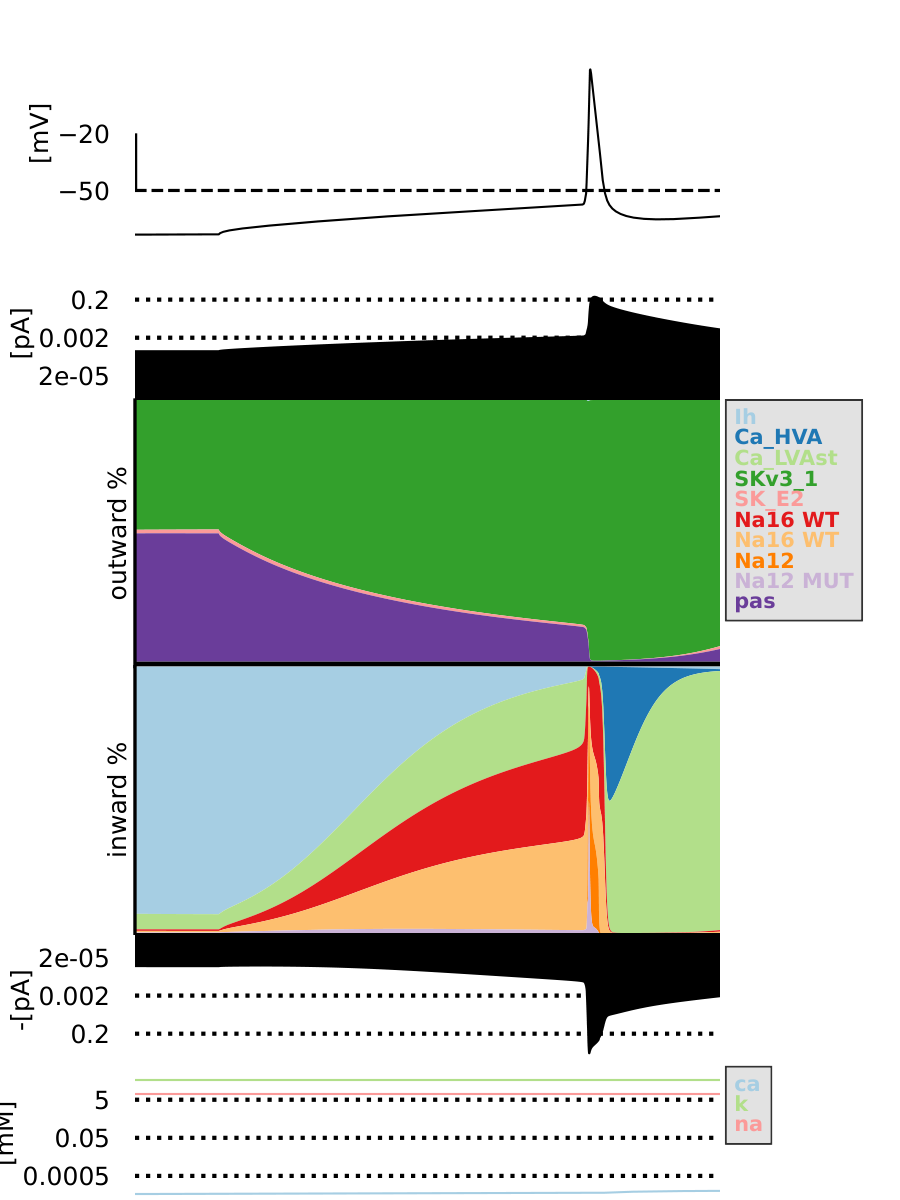 [mV]
−20
−50
[pA]
0.2
0.002
2e-05
outward %
Ih
Ca_HVA
Ca_LVAst
SKv3_1
SK_E2
Na16 WT
Na16 WT
Na12
Na12 MUT
pas
inward %
-[pA]
2e-05
0.002
0.2
[mM]
5
0.05
0.0005
ca
k
na